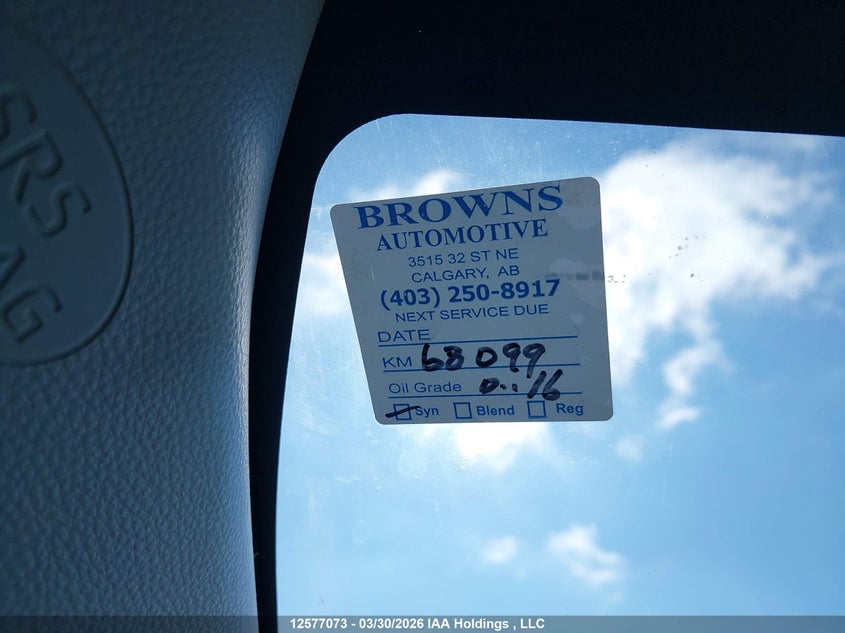 SRS
BROWNS
AUTOMOTIVE
3515 32 ST NE
CALGARY, AB
(403) 250-8917
NEXT SERVICE DUE
DATE
KM 68099
Oil Grade 0..16
Syn Blend Reg
12577073 - 03/30/2026 IAA Holdings , LLC